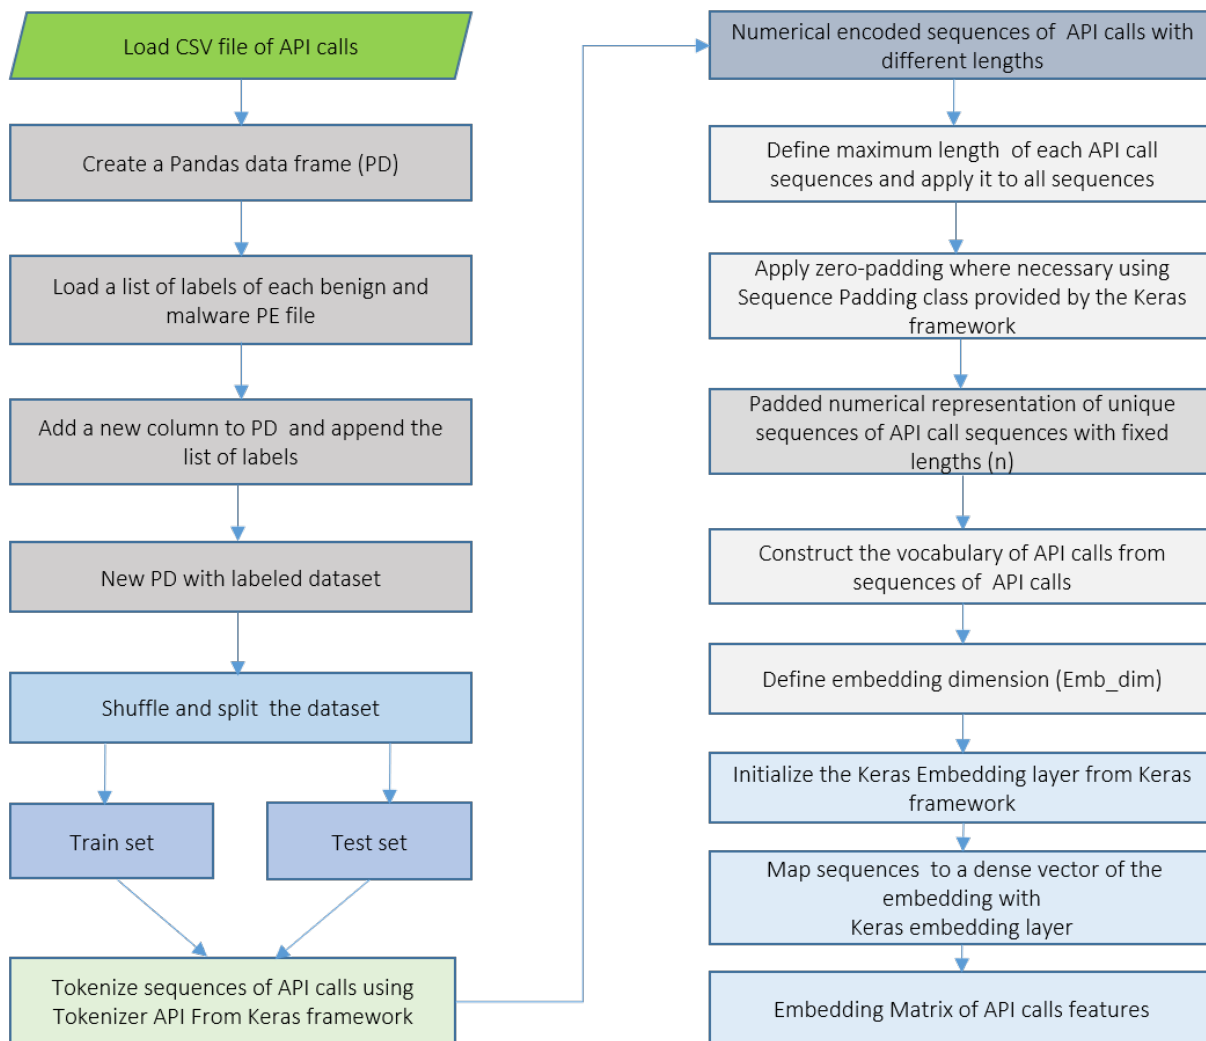 Load CSV file of API calls
Create a Pandas data frame (PD)
Load a list of labels of each benign and
malware PE file
Add a new column to PD and append the
list of labels
New PD with labeled dataset
Shuffle and split the dataset
Train set
Test set
Tokenize sequences of API calls using
Tokenizer API From Keras framework
Numerical encoded sequences of API calls with
different lengths
Define maximum length of each API call
sequences and apply it to all sequences
Apply zero-padding where necessary using
Sequence Padding class provided by the Keras
framework
Padded numerical representation of unique
sequences of API call sequences with fixed
lengths (n)
Construct the vocabulary of API calls from
sequences of API calls
Define embedding dimension (Emb_dim)
Initialize the Keras Embedding layer from Keras
framework
Map sequences to a dense vector of the
embedding with
Keras embedding layer
Embedding Matrix of API calls features